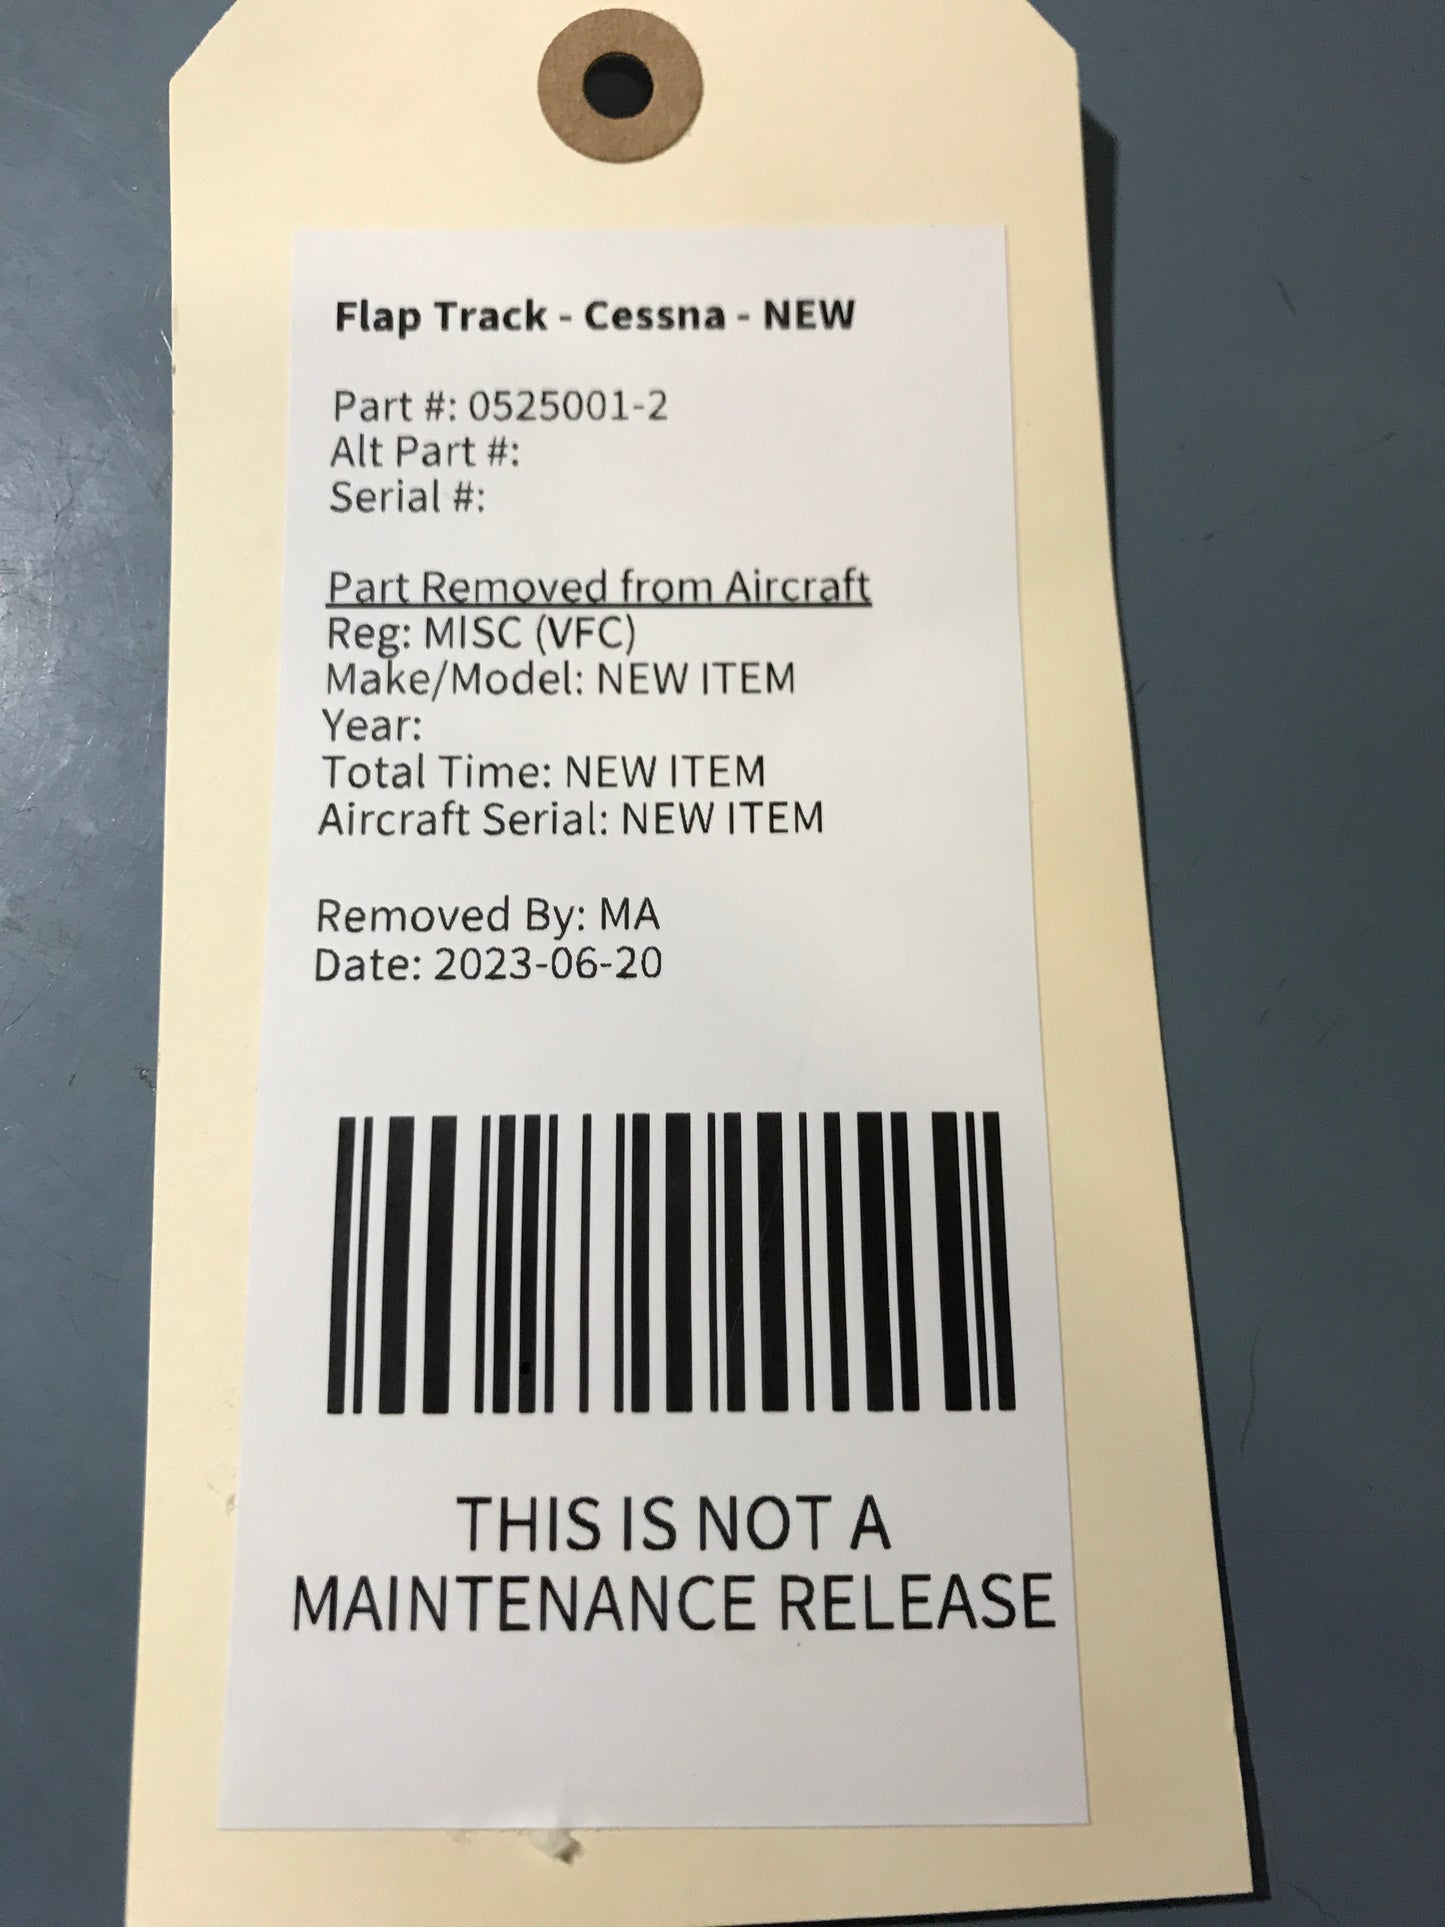 Flap Track - Cessna - NEW
Part #: 0525001-2
Alt Part #:
Serial #:
Part Removed from Aircraft
Reg: MISC (VFC)
Make/Model: NEW ITEM
Year:
Total Time: NEW ITEM
Aircraft Serial: NEW ITEM
Removed By: MA
Date: 2023-06-20
THIS IS NOT A
MAINTENANCE RELEASE